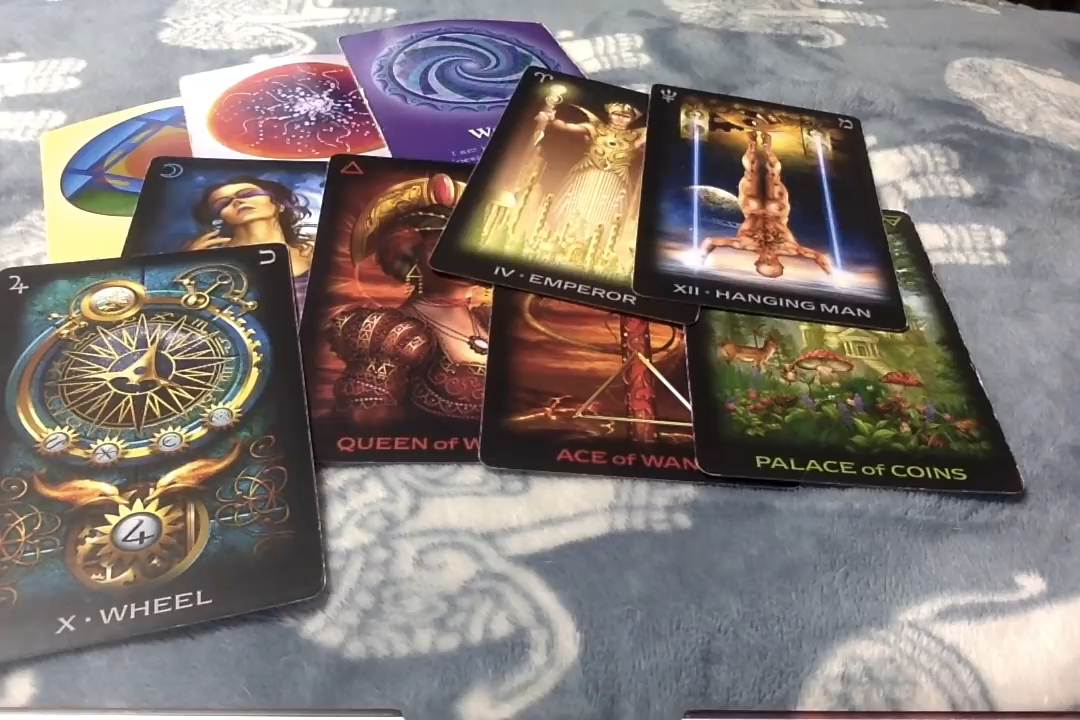 IV · EMPEROR
XII · HANGING MAN
QUEEN of W
ACE of WAN
PALACE of COINS
X · WHEEL